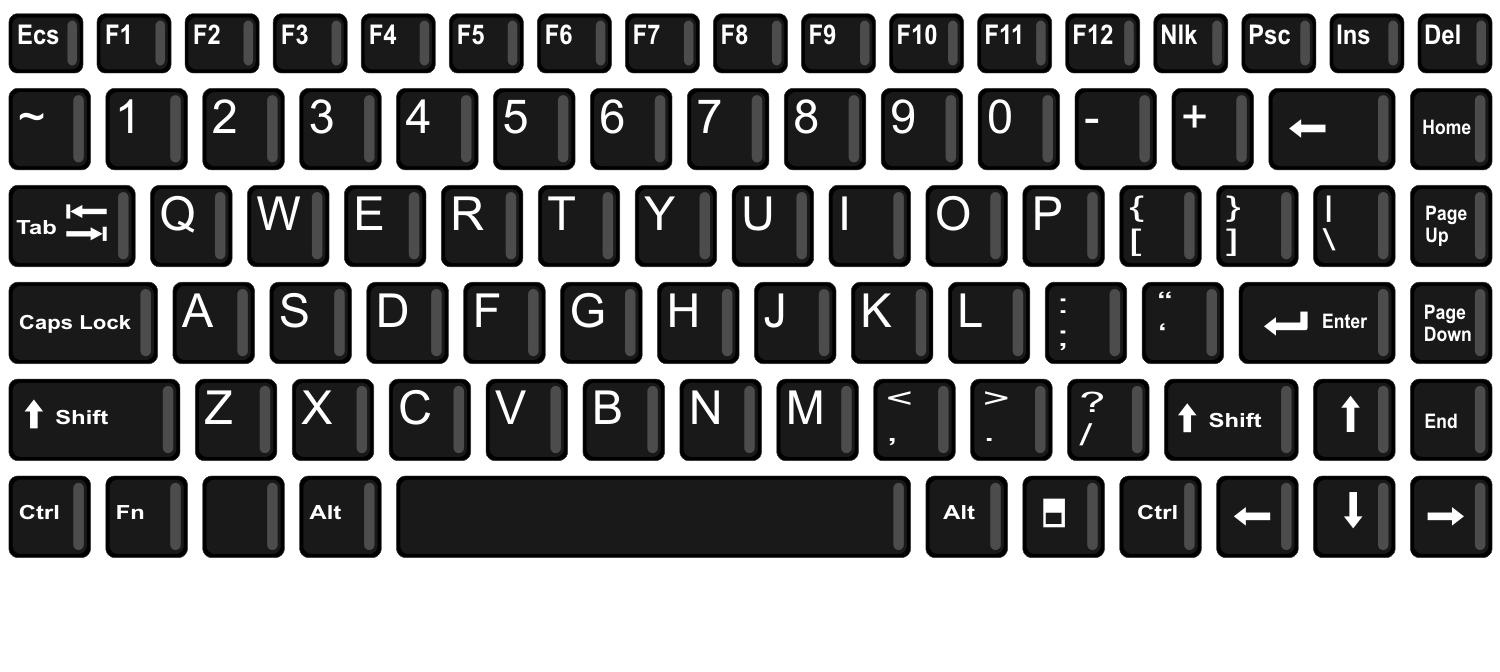 Ecs F1 F2 F3 F4 F5 F6 F7 F8 F9 F10 F11 F12 Nlk Psc Ins Del
~ 1 2 3 4 5 6 7 8 9 0 - + ← Home
Tab Q W E R T Y U I O P { [ } ] | \ Page Up
Caps Lock A S D F G H J K L : ; “ ‘ Enter Page Down
Shift Z X C V B N M < , > . ? / Shift ↑ End
Ctrl Fn Alt Alt Ctrl ← ↓ →